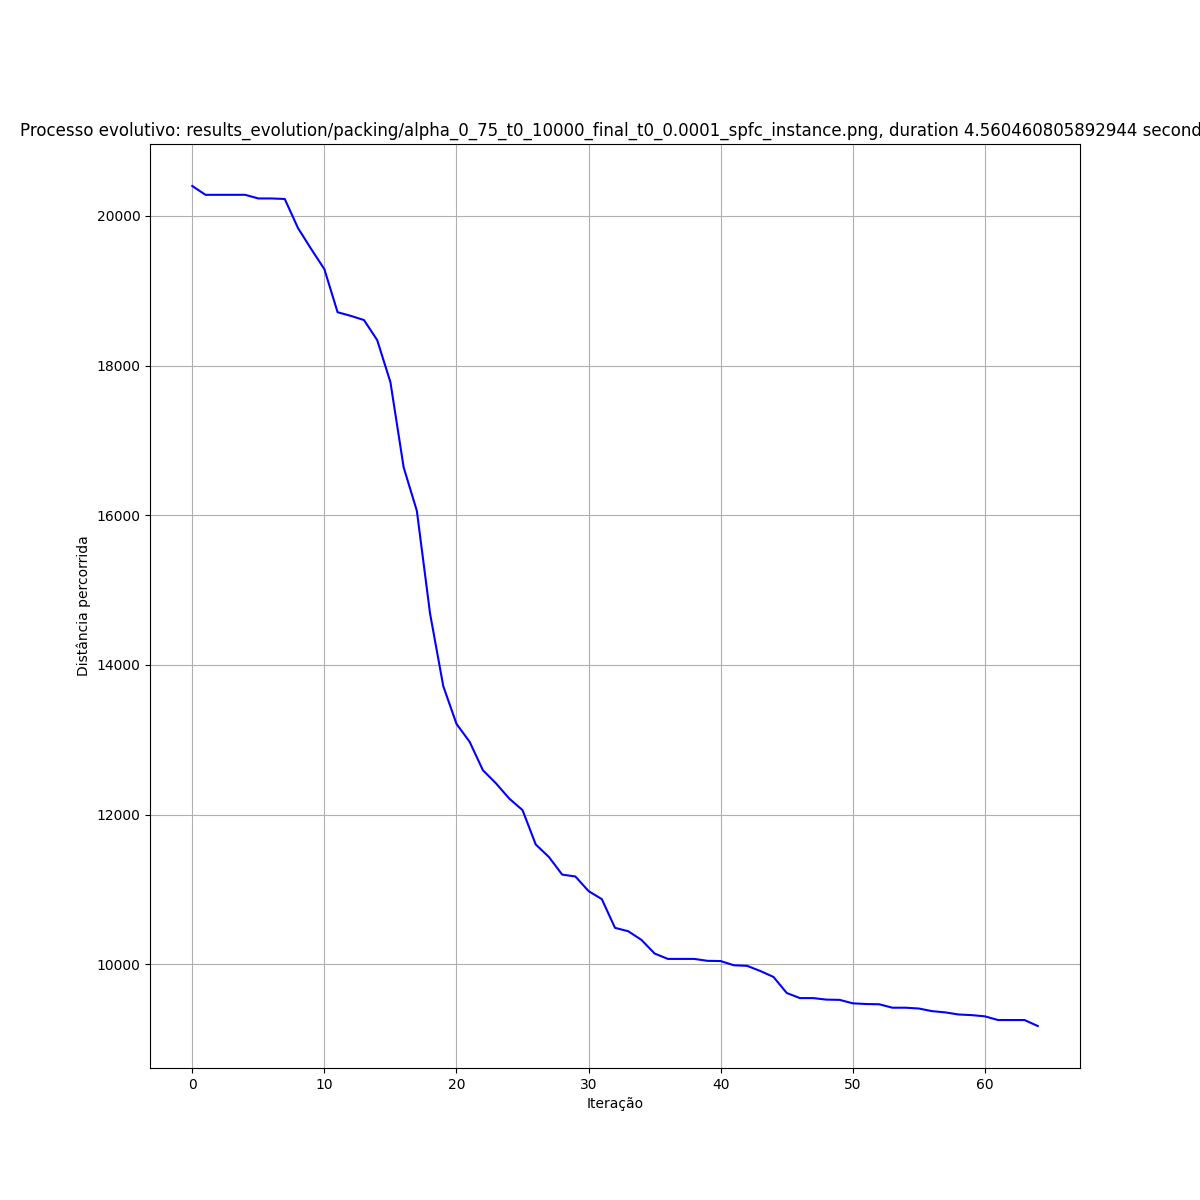 Processo evolutivo: results_evolution/packing/alpha_0_75_t0_10000_final_t0_0.0001_spfc_instance.png, duration 4.560460805892944 second
20000
18000
16000
14000
12000
10000
Distância percorrida
0 10 20 30 40 50 60
Iteração